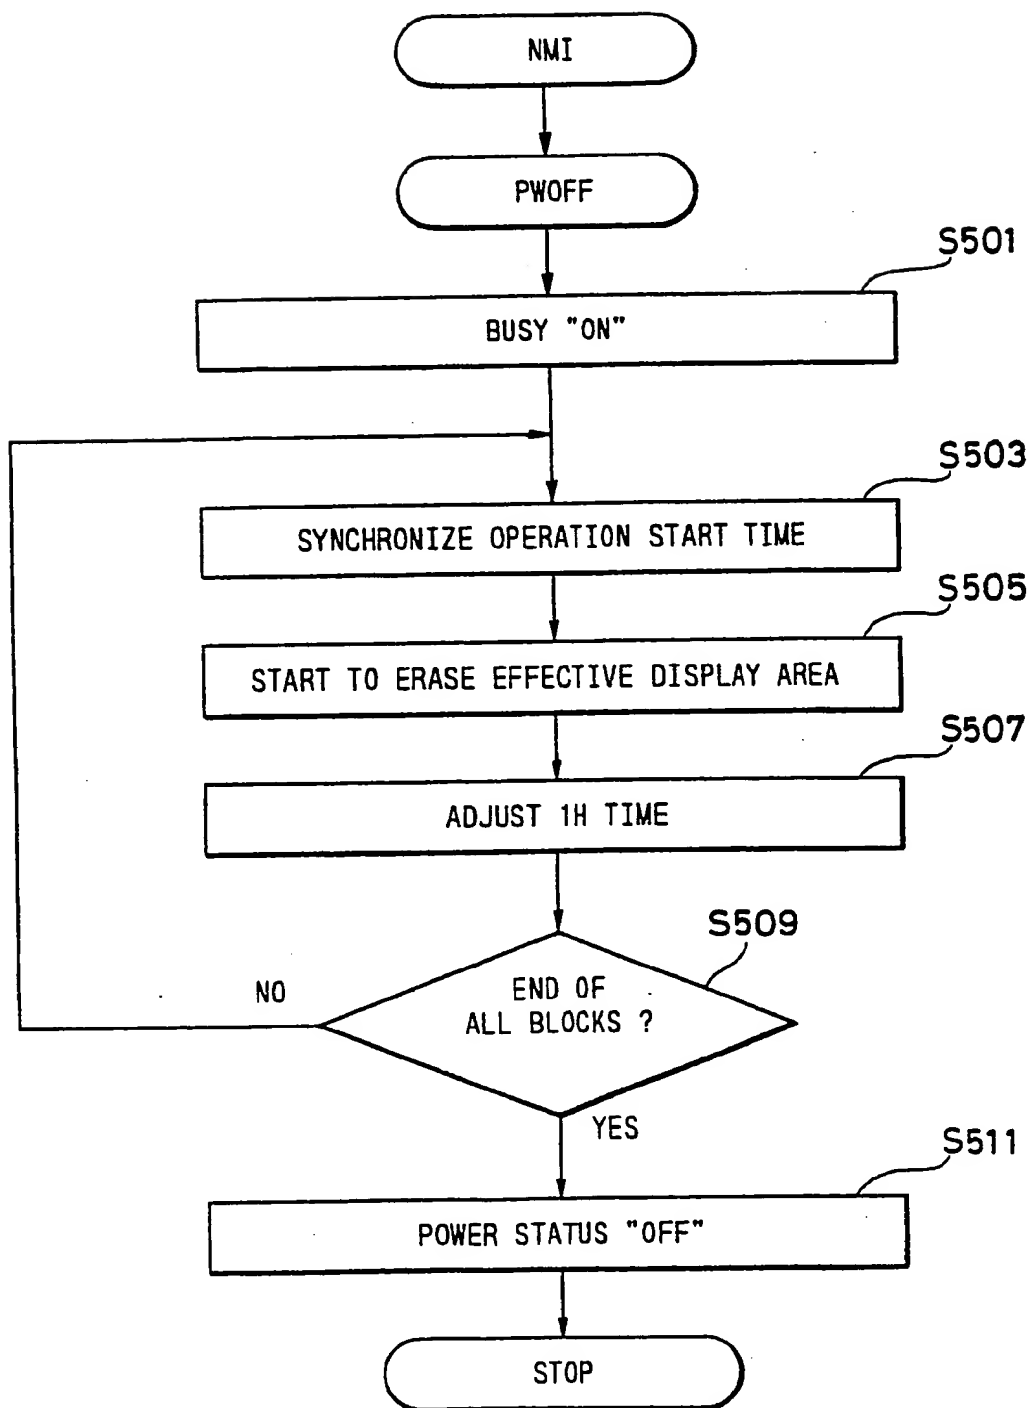 NMI
PWOFF
S501
BUSY "ON"
S503
SYNCHRONIZE OPERATION START TIME
S505
START TO ERASE EFFECTIVE DISPLAY AREA
S507
ADJUST 1H TIME
S509
END OF
ALL BLOCKS ?
NO
YES
S511
POWER STATUS "OFF"
STOP